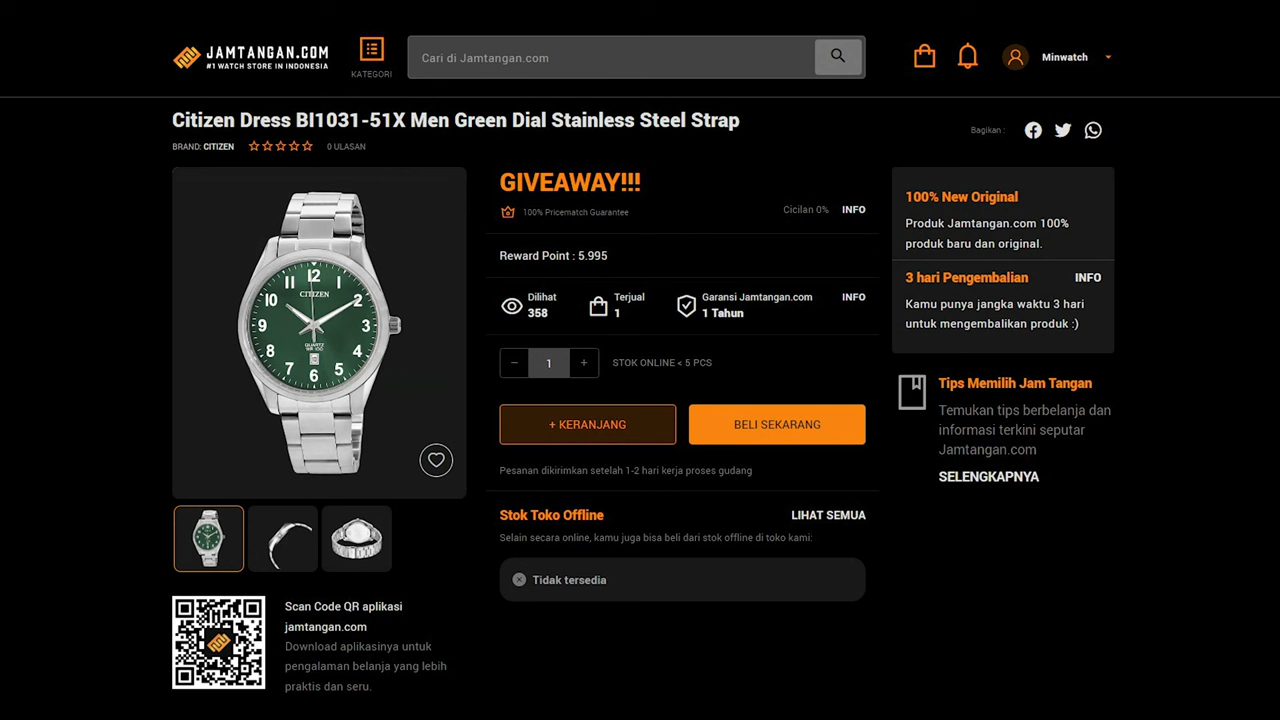 JAMTANGAN.COM
#1 WATCH STORE IN INDONESIA
KATEGORI
Cari di Jamtangan.com
Minwatch
Citizen Dress BI1031-51X Men Green Dial Stainless Steel Strap
BRAND: CITIZEN
0 ULASAN
Bagikan :
12
11
1
10
2
9
3
8
4
7
5
6
CITIZEN
QUARTZ
WR 100
GIVEAWAY!!!
100% Pricematch Guarantee
Cicilan 0% INFO
Reward Point : 5.995
Dilihat
358
Terjual
1
Garansi Jamtangan.com
1 Tahun
INFO
− 1 +
STOK ONLINE < 5 PCS
+ KERANJANG
BELI SEKARANG
Pesanan dikirimkan setelah 1-2 hari kerja proses gudang
Stok Toko Offline
LIHAT SEMUA
Selain secara online, kamu juga bisa beli dari stok offline di toko kami:
Tidak tersedia
100% New Original
Produk Jamtangan.com 100%
produk baru dan original.
3 hari Pengembalian
INFO
Kamu punya jangka waktu 3 hari
untuk mengembalikan produk :)
Tips Memilih Jam Tangan
Temukan tips berbelanja dan
informasi terkini seputar
Jamtangan.com
SELENGKAPNYA
Scan Code QR aplikasi
jamtangan.com
Download aplikasinya untuk
pengalaman belanja yang lebih
praktis dan seru.